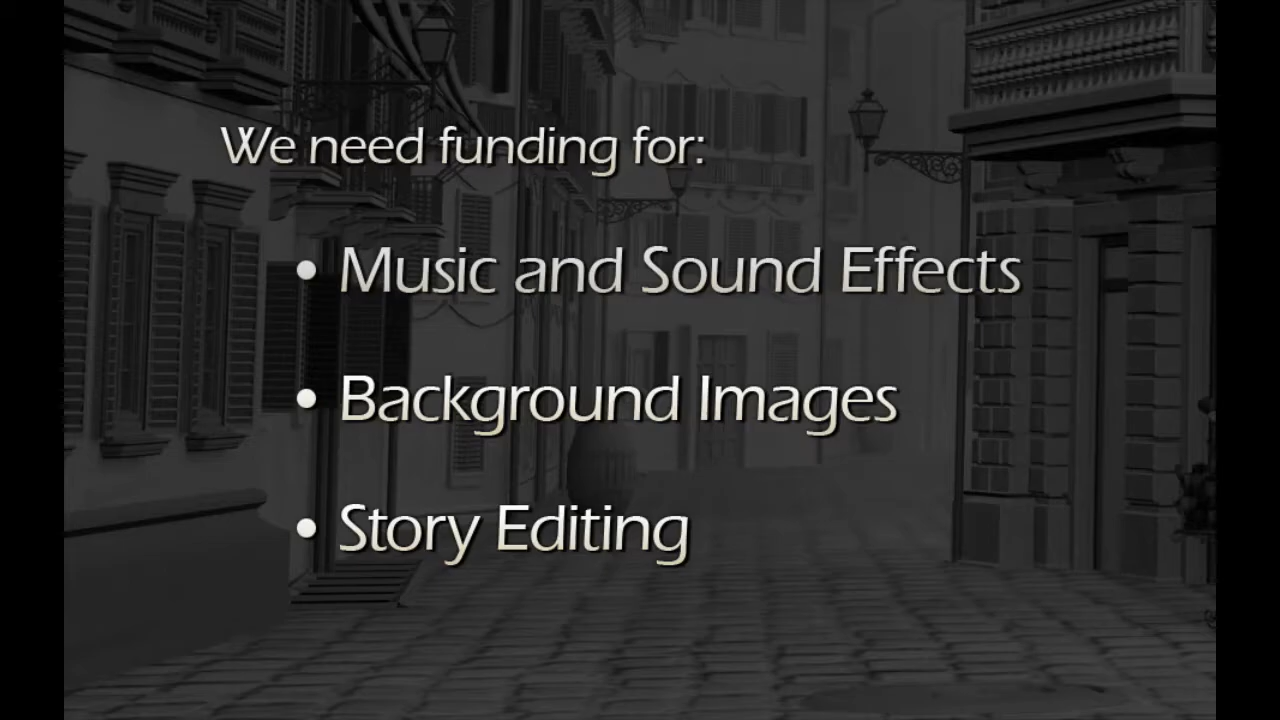 We need funding for:
• Music and Sound Effects
• Background Images
• Story Editing